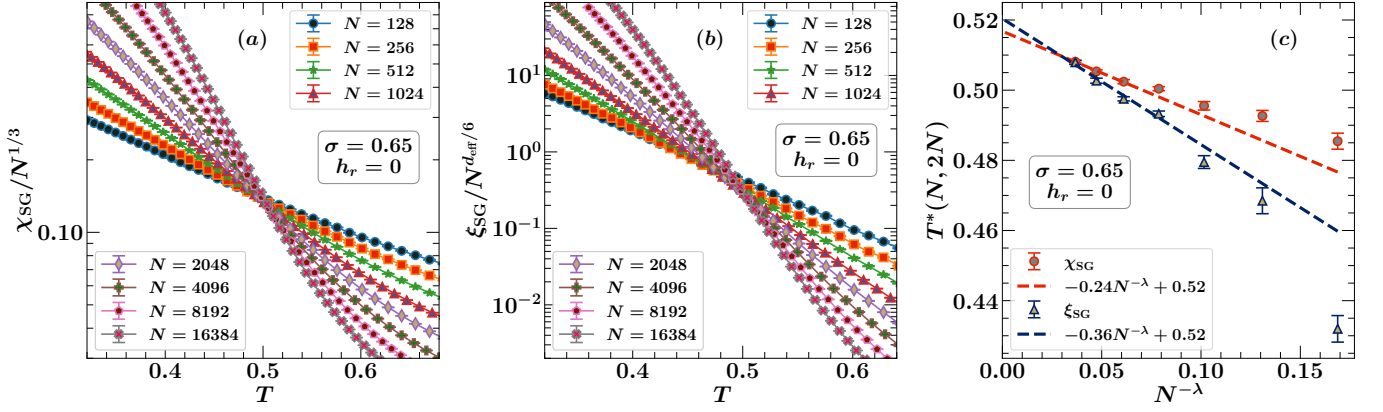 (a)
N = 128
N = 256
N = 512
N = 1024
σ = 0.65
h_r = 0
N = 2048
N = 4096
N = 8192
N = 16384
χ_SG/N^{1/3}
0.10
0.4
0.5
0.6
T
(b)
N = 128
N = 256
N = 512
N = 1024
σ = 0.65
h_r = 0
N = 2048
N = 4096
N = 8192
N = 16384
ξ_SG/N^{d_eff/6}
10^1
10^0
10^{-1}
10^{-2}
0.4
0.5
0.6
T
(c)
T*(N, 2N)
0.52
0.50
0.48
0.46
0.44
σ = 0.65
h_r = 0
χ_SG
−0.24N^{−λ} + 0.52
ξ_SG
−0.36N^{−λ} + 0.52
0.00
0.05
0.10
0.15
N^{−λ}